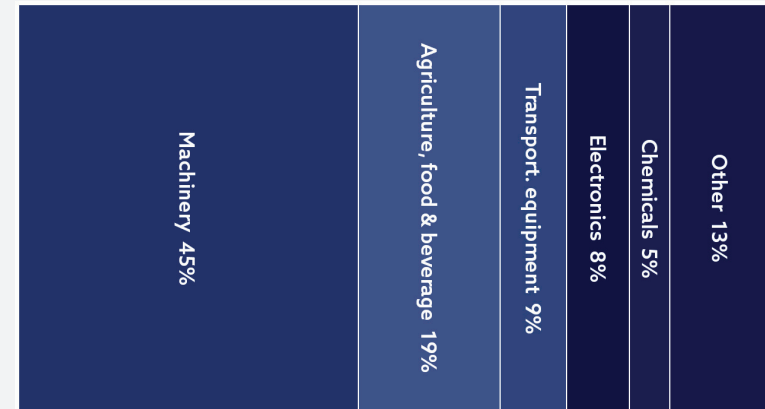 Machinery 45%
Agriculture, food & beverage 19%
Transport. equipment 9%
Electronics 8%
Chemicals 5%
Other 13%